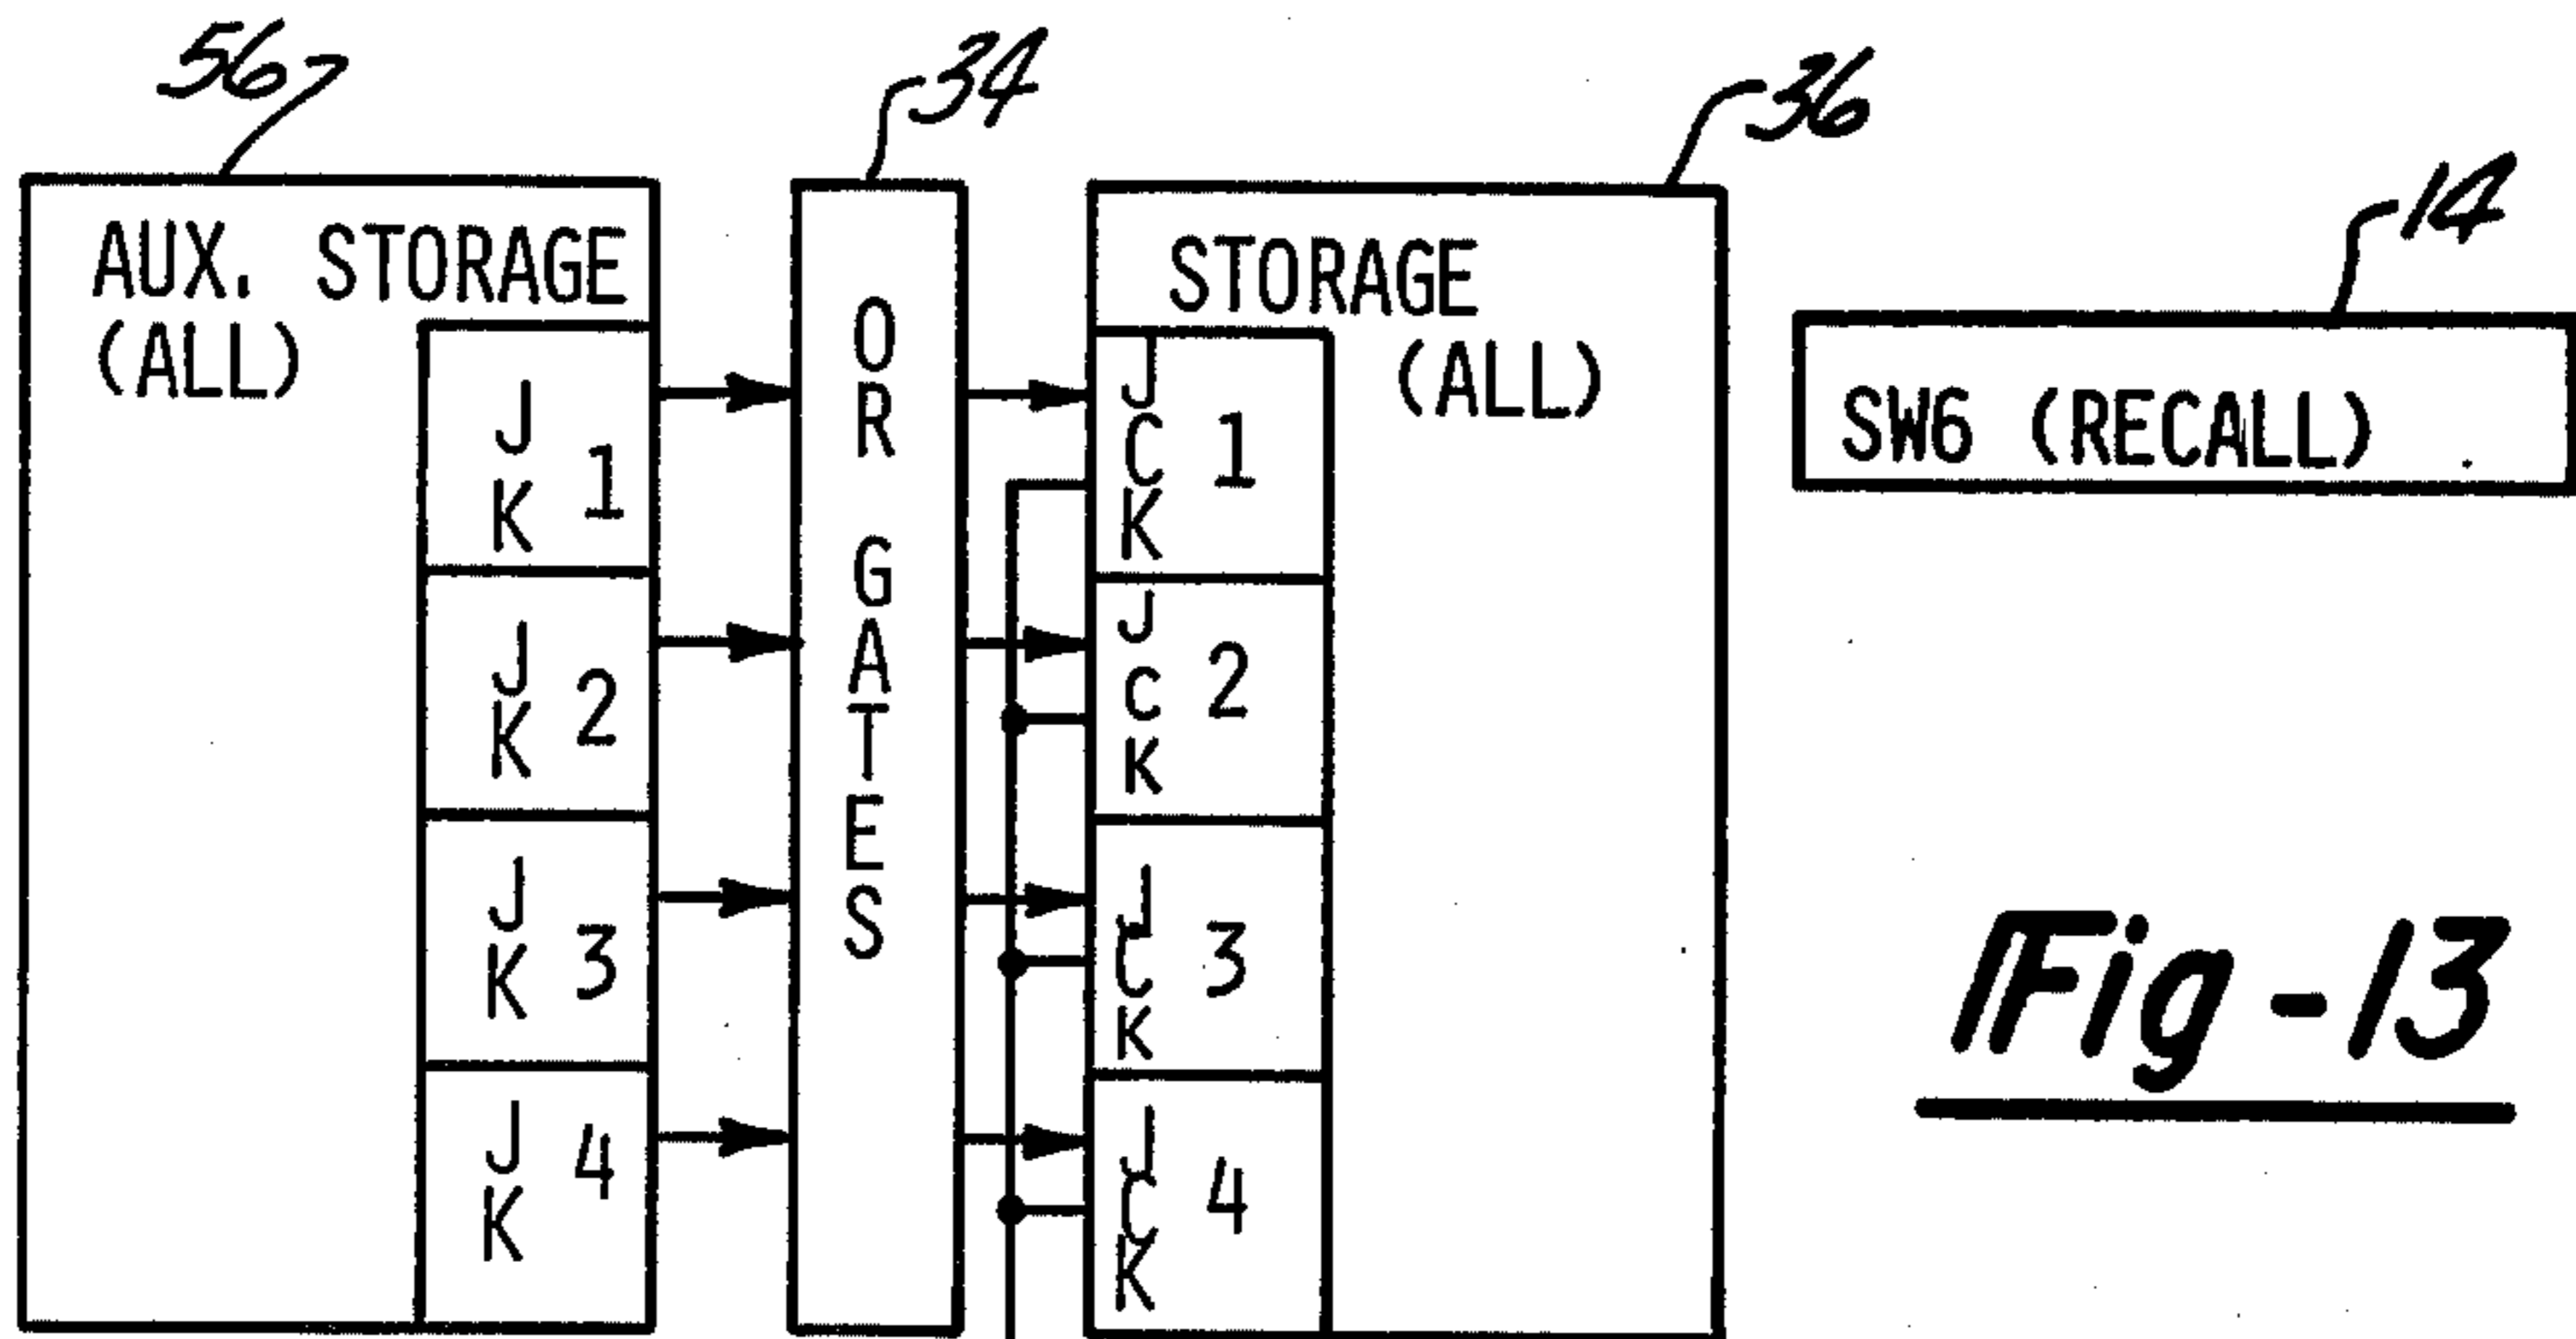 56
34
36
14
AUX. STORAGE
(ALL)
J
K 1
J
K 2
J
K 3
J
K 4
OR GATES
STORAGE
(ALL)
J
C 1
K
J
C 2
K
J
C 3
K
J
C 4
K
SW6 (RECALL)
Fig-13